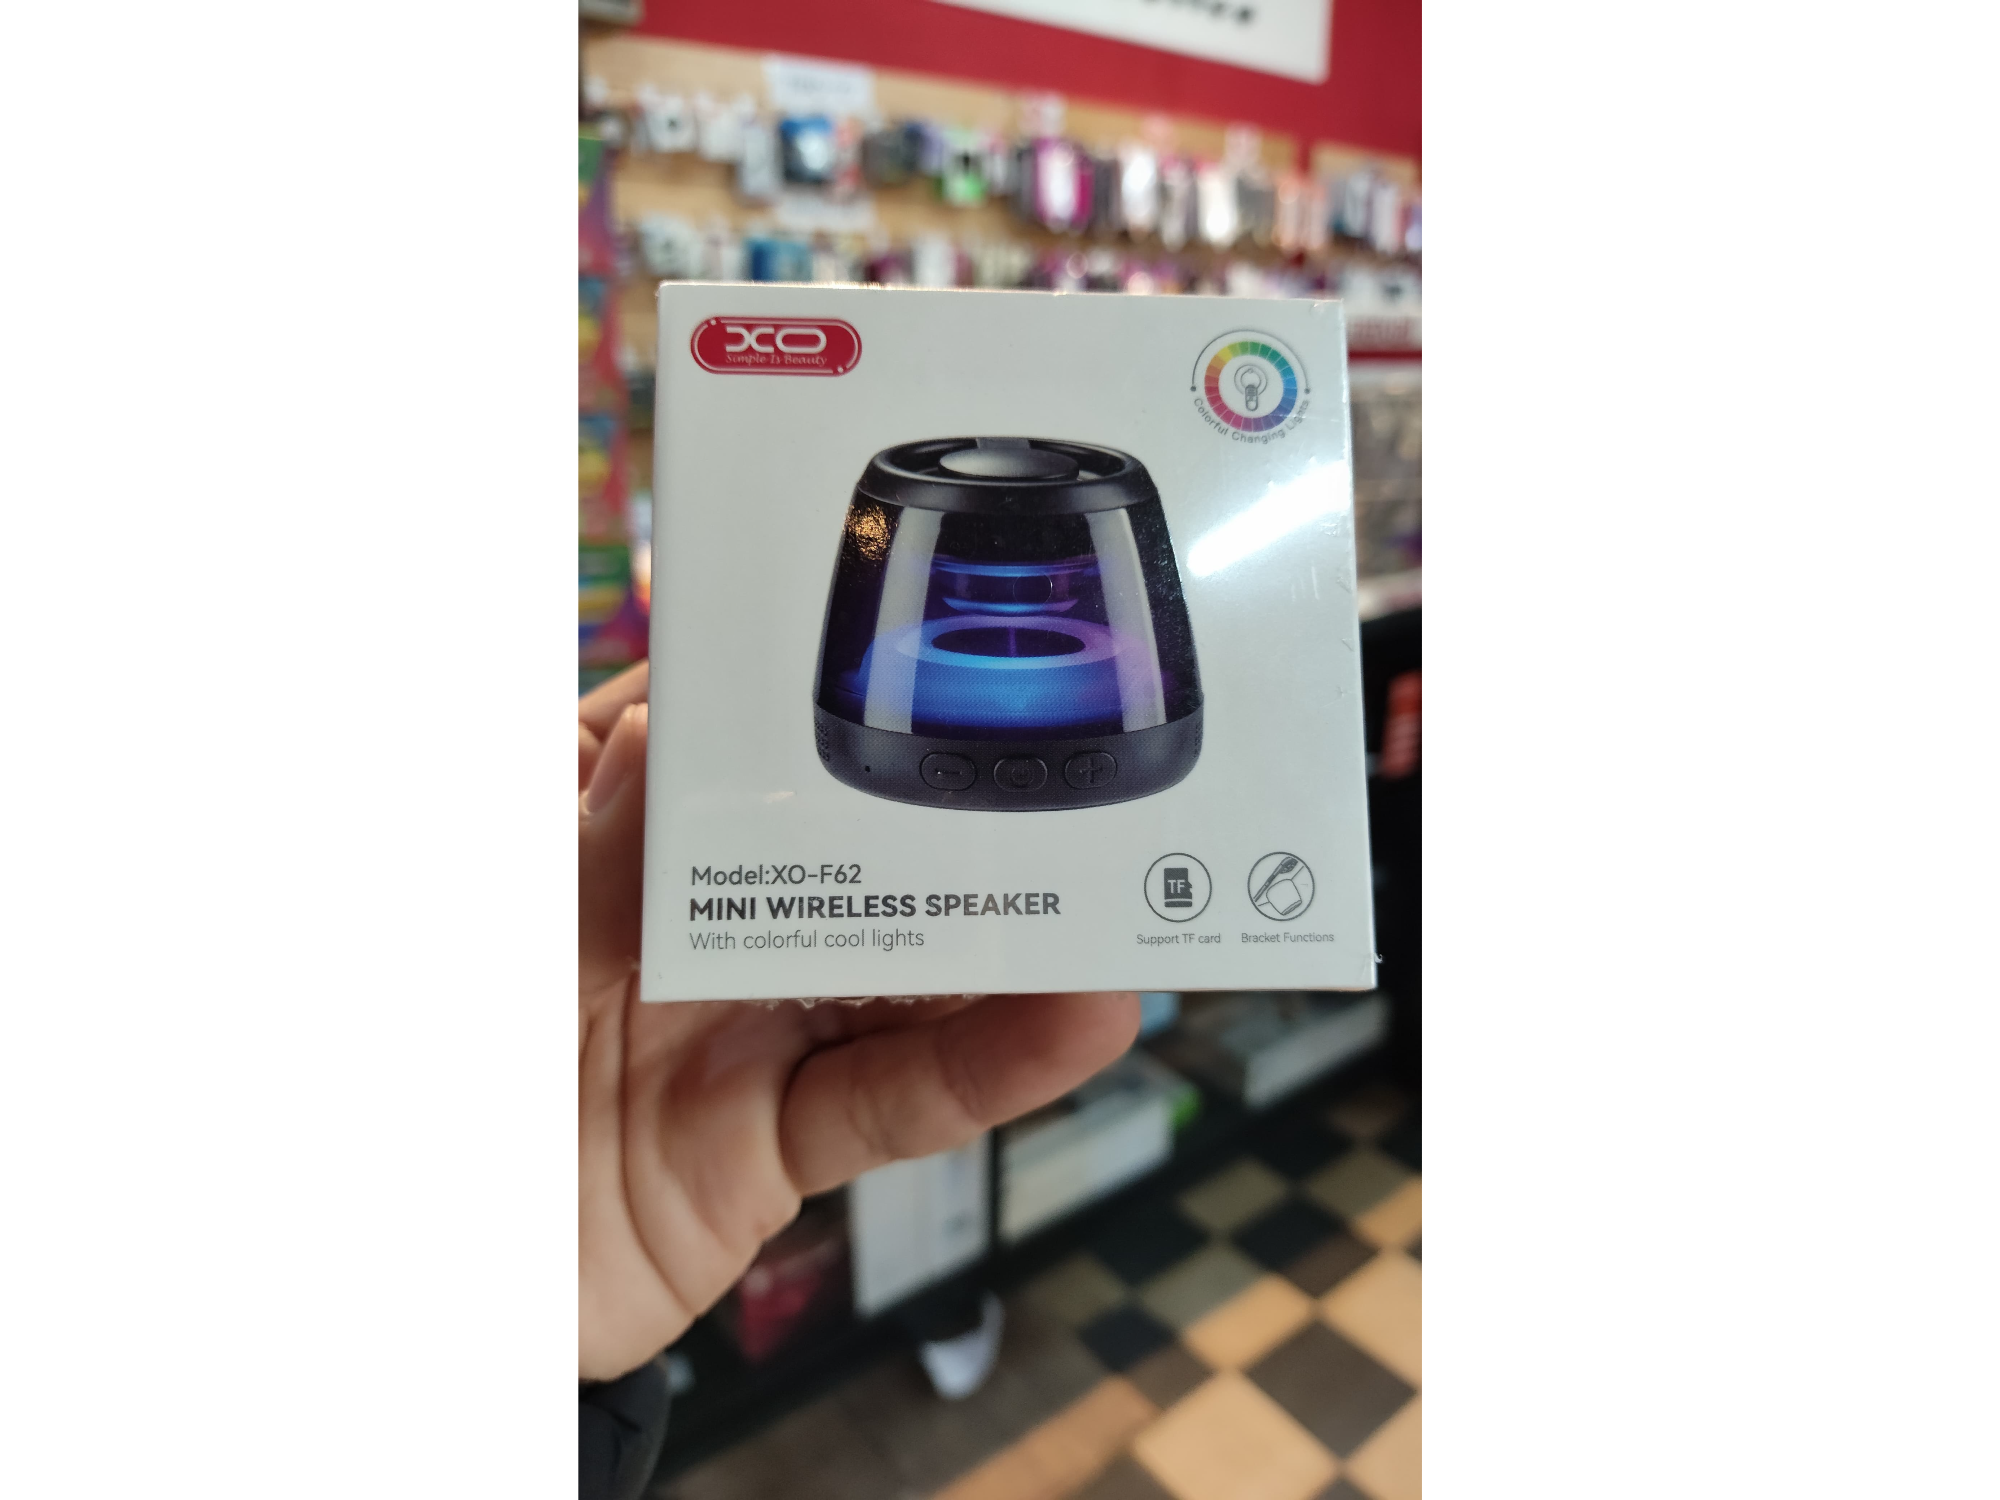 XO
Simple Is Beauty
Colorful Changing Lights
Model:XO-F62
MINI WIRELESS SPEAKER
With colorful cool lights
TF
Support TF card
Bracket Functions